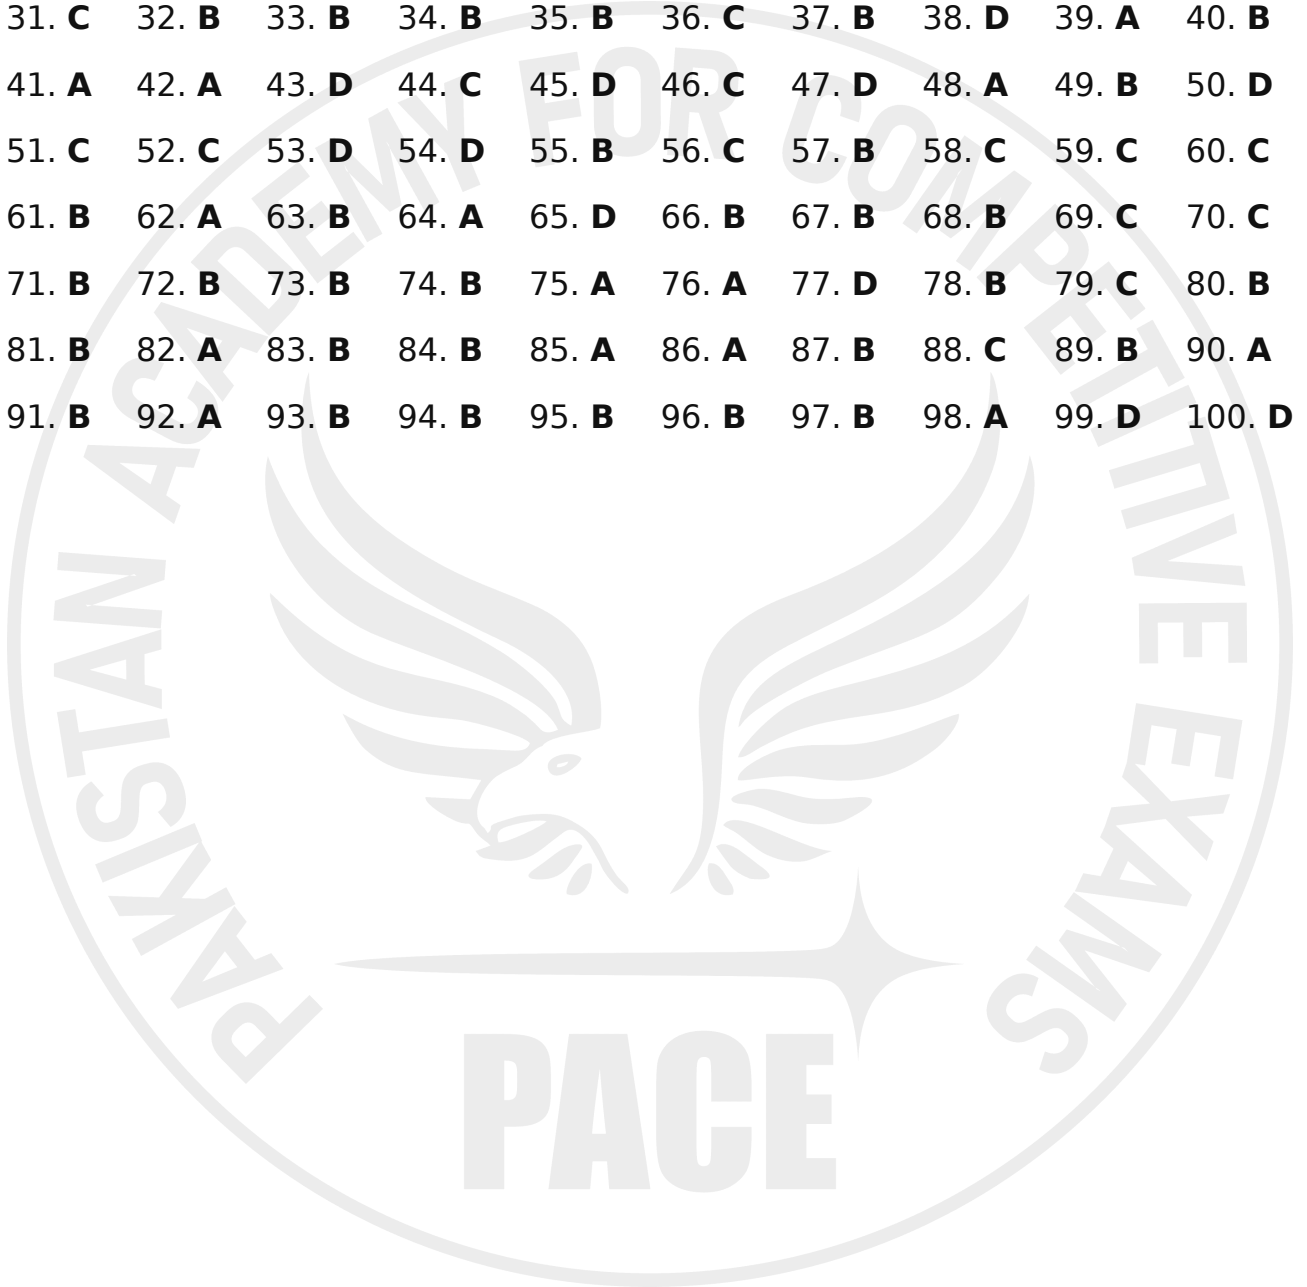 31. C 32. B 33. B 34. B 35. B 36. C 37. B 38. D 39. A 40. B
41. A 42. A 43. D 44. C 45. D 46. C 47. D 48. A 49. B 50. D
51. C 52. C 53. D 54. D 55. B 56. C 57. B 58. C 59. C 60. C
61. B 62. A 63. B 64. A 65. D 66. B 67. B 68. B 69. C 70. C
71. B 72. B 73. B 74. B 75. A 76. A 77. D 78. B 79. C 80. B
81. B 82. A 83. B 84. B 85. A 86. A 87. B 88. C 89. B 90. A
91. B 92. A 93. B 94. B 95. B 96. B 97. B 98. A 99. D 100. D
PAKISTAN ACADEMY FOR COMPETITIVE EXAMS
PACE